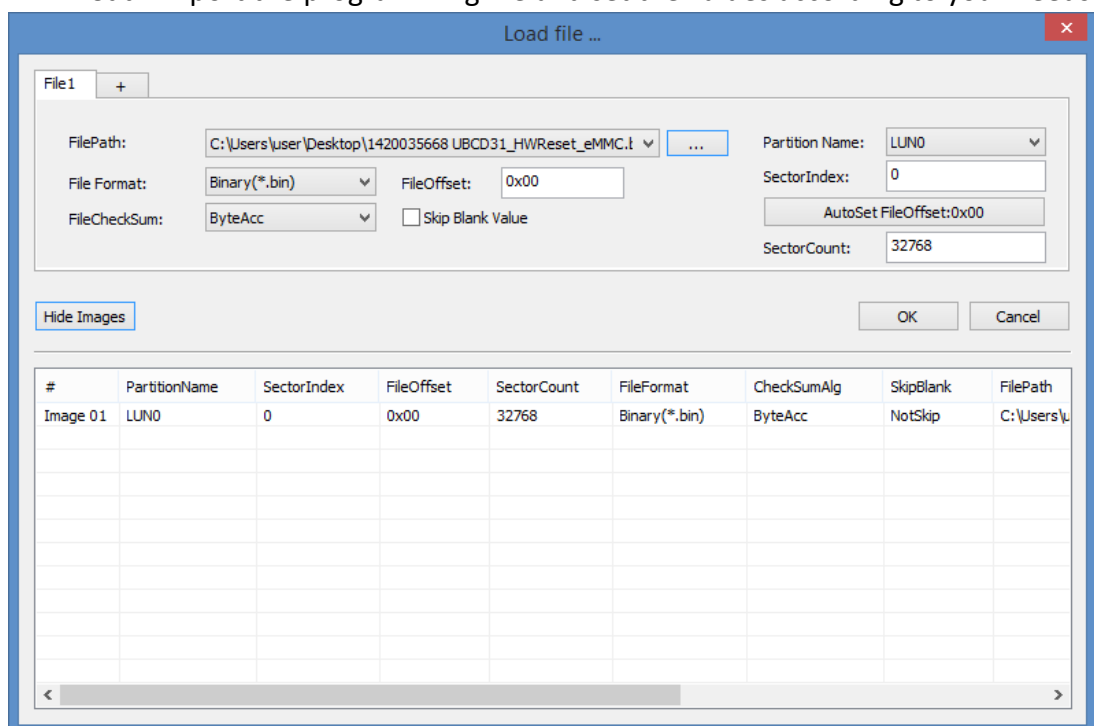 Load file ...
File1 +
FilePath: C:\Users\user\Desktop\1420035668 UBCD31_HWReset_eMMC.b ... Partition Name: LUN0
File Format: Binary(*.bin) FileOffset: 0x00 SectorIndex: 0
FileCheckSum: ByteAcc Skip Blank Value AutoSet FileOffset:0x00
SectorCount: 32768
Hide Images OK Cancel
# PartitionName SectorIndex FileOffset SectorCount FileFormat CheckSumAlg SkipBlank FilePath
Image 01 LUN0 0 0x00 32768 Binary(*.bin) ByteAcc NotSkip C:\Users\u